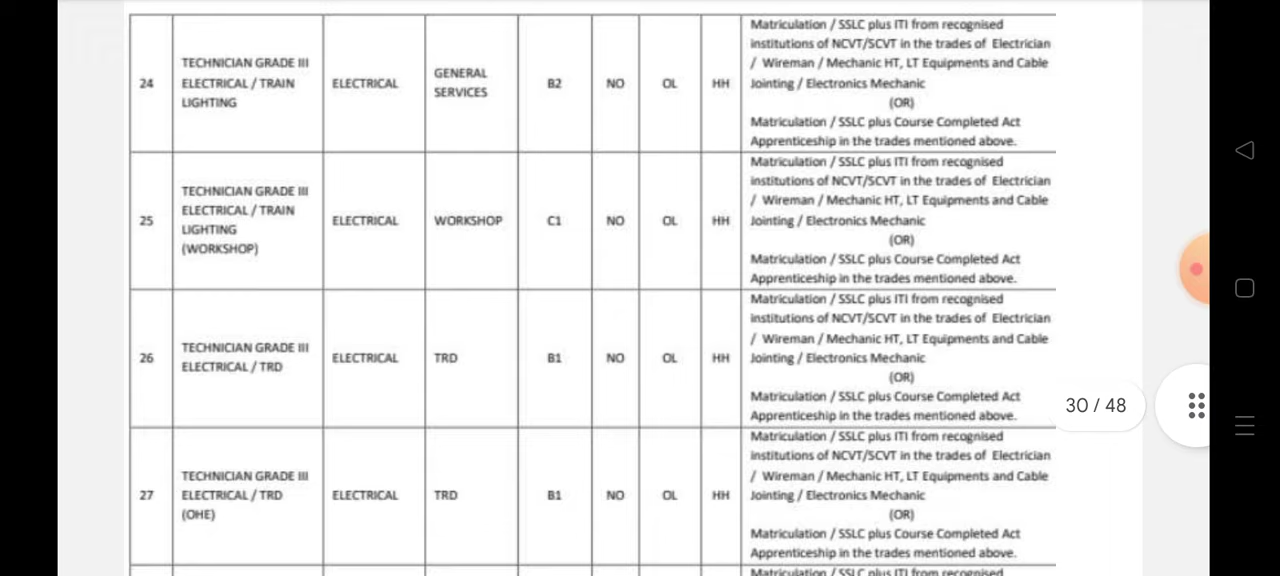 24
TECHNICIAN GRADE III
ELECTRICAL / TRAIN
LIGHTING
ELECTRICAL
GENERAL
SERVICES
B2
NO
OL
HH
Matriculation / SSLC plus ITI from recognised
institutions of NCVT/SCVT in the trades of Electrician
/ Wireman / Mechanic HT, LT Equipments and Cable
Jointing / Electronics Mechanic
(OR)
Matriculation / SSLC plus Course Completed Act
Apprenticeship in the trades mentioned above.
25
TECHNICIAN GRADE III
ELECTRICAL / TRAIN
LIGHTING
(WORKSHOP)
ELECTRICAL
WORKSHOP
C1
NO
OL
HH
Matriculation / SSLC plus ITI from recognised
institutions of NCVT/SCVT in the trades of Electrician
/ Wireman / Mechanic HT, LT Equipments and Cable
Jointing / Electronics Mechanic
(OR)
Matriculation / SSLC plus Course Completed Act
Apprenticeship in the trades mentioned above.
26
TECHNICIAN GRADE III
ELECTRICAL / TRD
ELECTRICAL
TRD
B1
NO
OL
HH
Matriculation / SSLC plus ITI from recognised
institutions of NCVT/SCVT in the trades of Electrician
/ Wireman / Mechanic HT, LT Equipments and Cable
Jointing / Electronics Mechanic
(OR)
Matriculation / SSLC plus Course Completed Act
Apprenticeship in the trades mentioned above.
30 / 48
27
TECHNICIAN GRADE III
ELECTRICAL / TRD
(OHE)
ELECTRICAL
TRD
B1
NO
OL
HH
Matriculation / SSLC plus ITI from recognised
institutions of NCVT/SCVT in the trades of Electrician
/ Wireman / Mechanic HT, LT Equipments and Cable
Jointing / Electronics Mechanic
(OR)
Matriculation / SSLC plus Course Completed Act
Apprenticeship in the trades mentioned above.
Matriculation / SSLC plus ITI from recognised